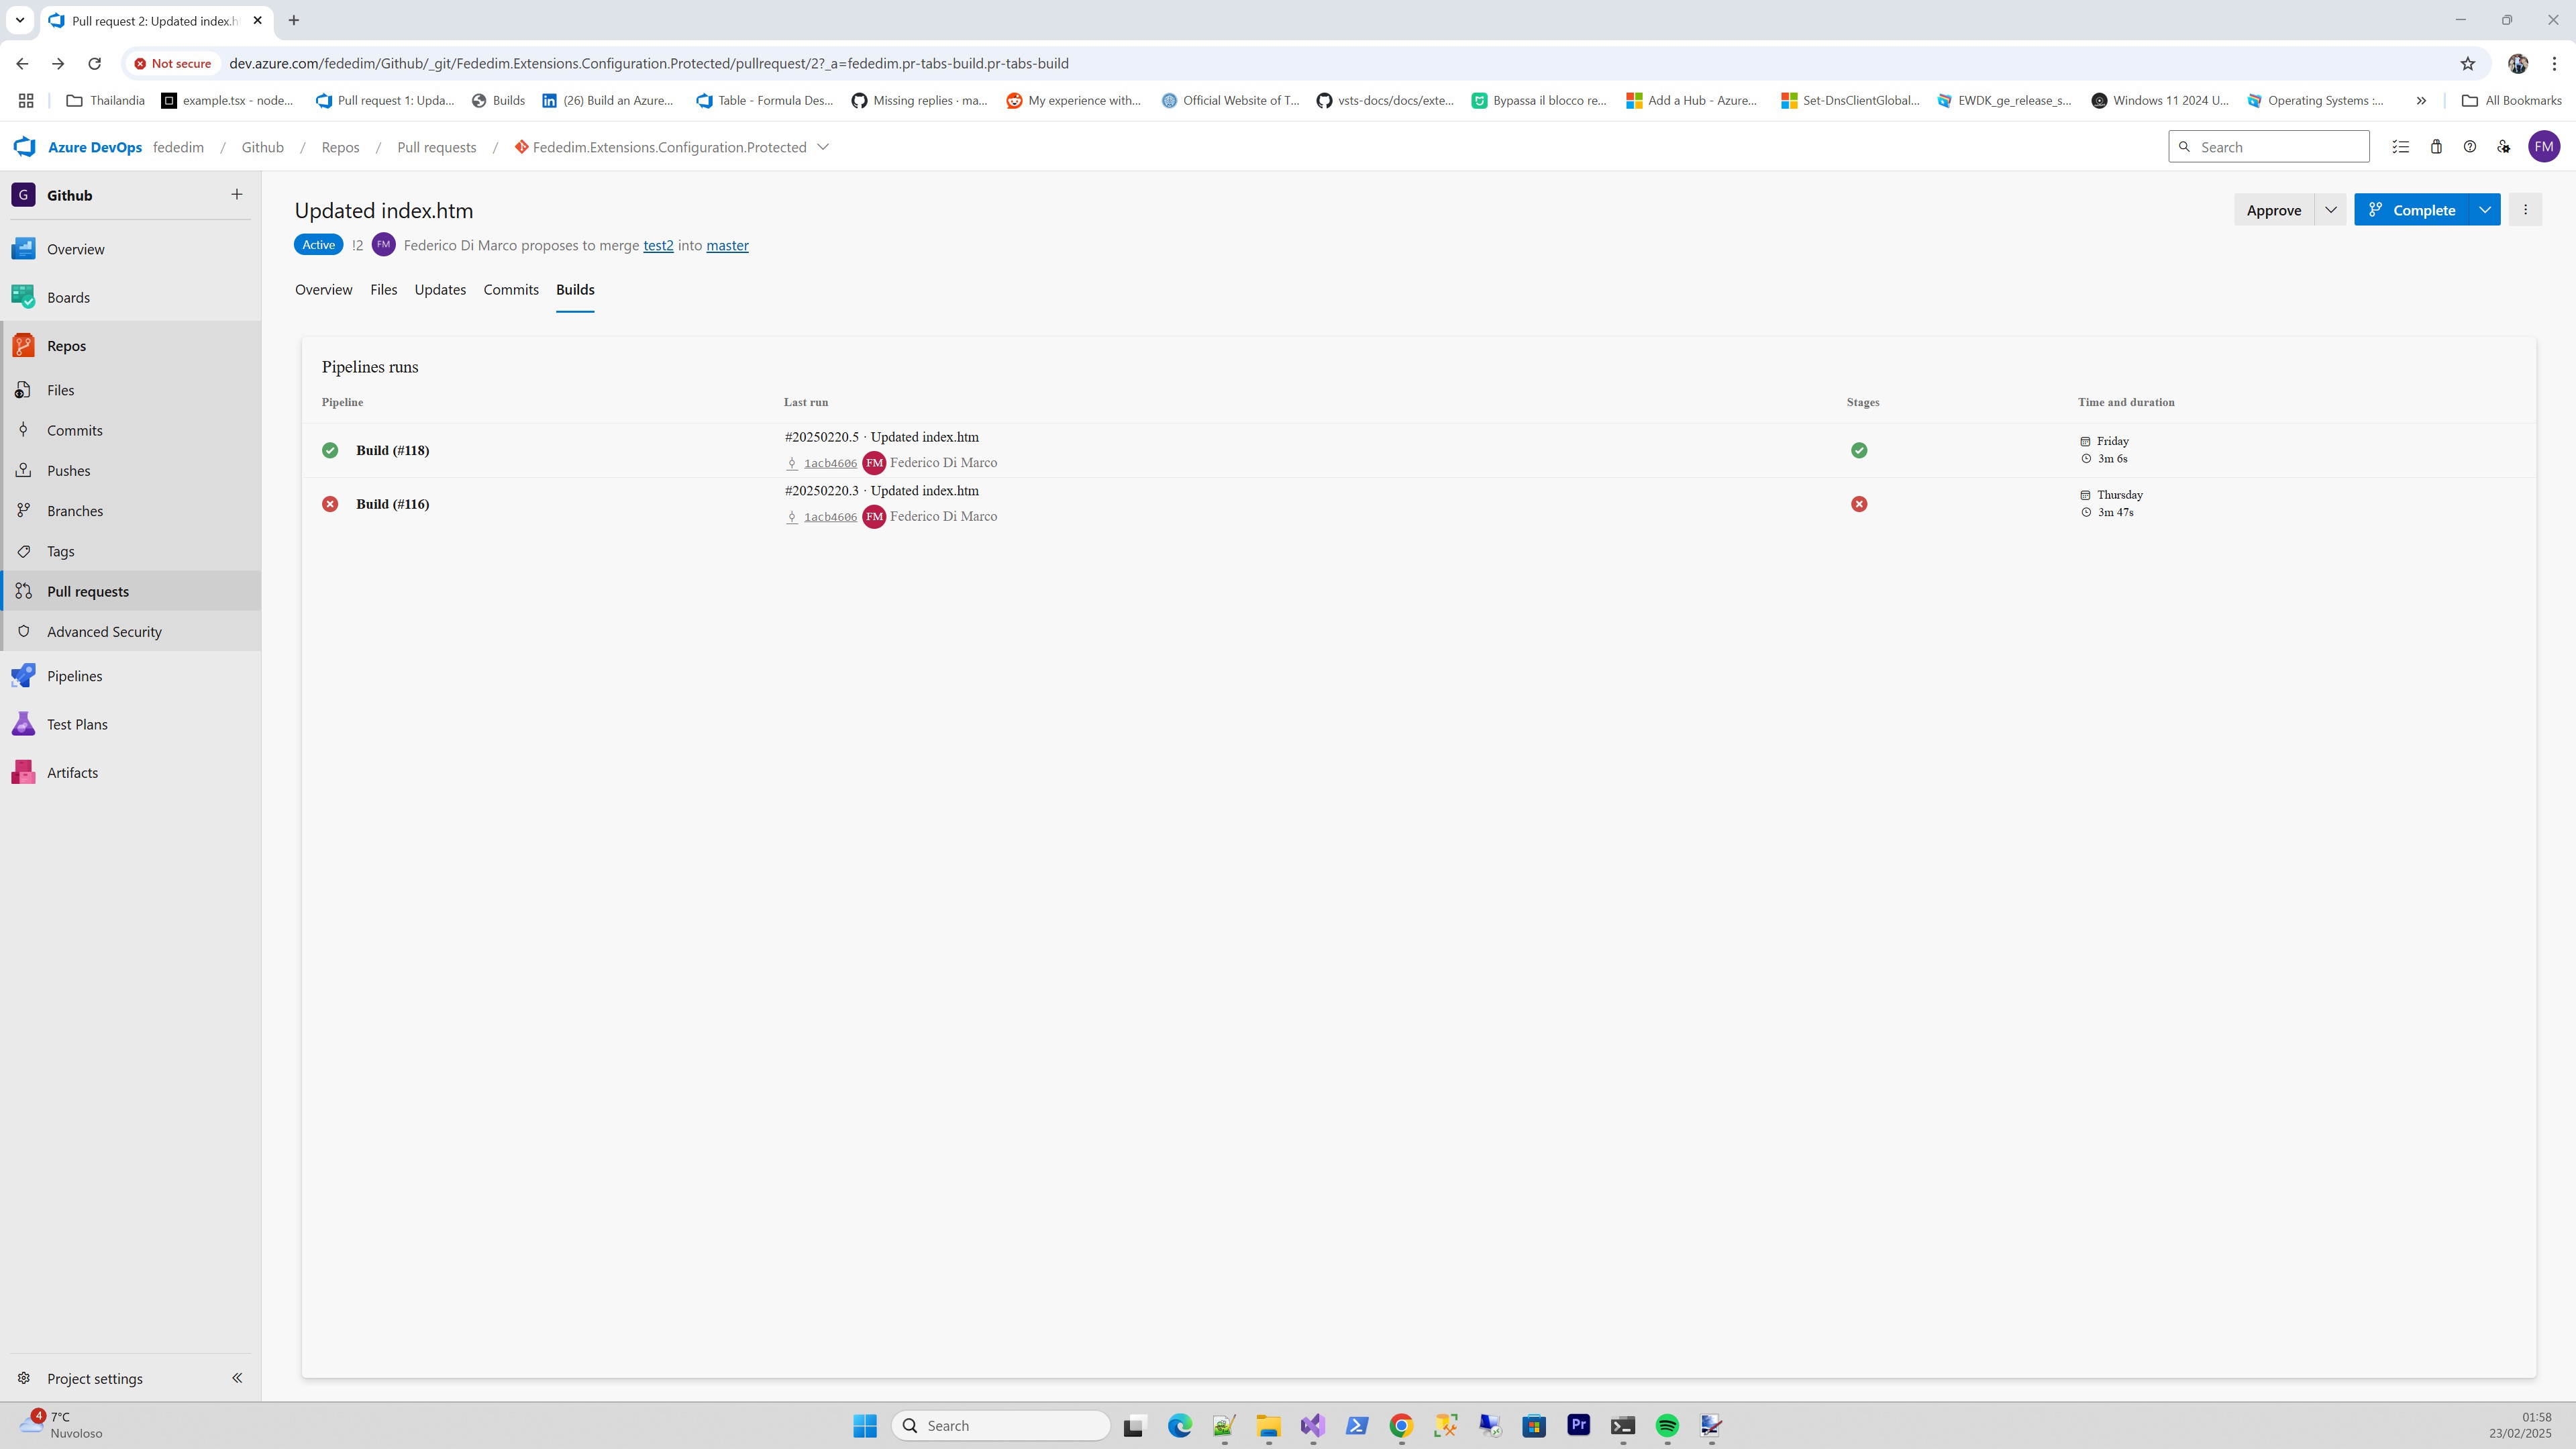 Pull request 2: Updated index.h
Not secure
dev.azure.com/fededim/Github/_git/Fededim.Extensions.Configuration.Protected/pullrequest/2?_a=fededim.pr-tabs-build.pr-tabs-build
Thailandia
example.tsx - node...
Pull request 1: Upda...
Builds
(26) Build an Azure...
Table - Formula Des...
Missing replies · ma...
My experience with...
Official Website of T...
vsts-docs/docs/exte...
Bypassa il blocco re...
Add a Hub - Azure...
Set-DnsClientGlobal...
EWDK_ge_release_s...
Windows 11 2024 U...
Operating Systems :...
All Bookmarks
Azure DevOps fededim / Github / Repos / Pull requests / Fededim.Extensions.Configuration.Protected
Search
FM
G Github
Overview
Boards
Repos
Files
Commits
Pushes
Branches
Tags
Pull requests
Advanced Security
Pipelines
Test Plans
Artifacts
Project settings
Updated index.htm
Approve
Complete
Active !2 FM Federico Di Marco proposes to merge test2 into master
Overview Files Updates Commits Builds
Pipelines runs
Pipeline Last run Stages Time and duration
Build (#118)
#20250220.5 · Updated index.htm
1acb4606 FM Federico Di Marco
Friday
3m 6s
Build (#116)
#20250220.3 · Updated index.htm
1acb4606 FM Federico Di Marco
Thursday
3m 47s
4
7°C
Nuvoloso
Search
Pr
01:58
23/02/2025